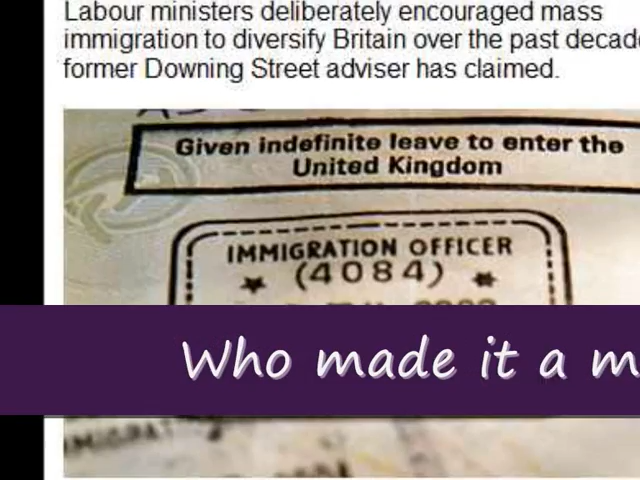 Labour ministers deliberately encouraged mass
immigration to diversify Britain over the past decade
former Downing Street adviser has claimed.
Given indefinite leave to enter the
United Kingdom
IMMIGRATION OFFICER
(4084)
Who made it a m